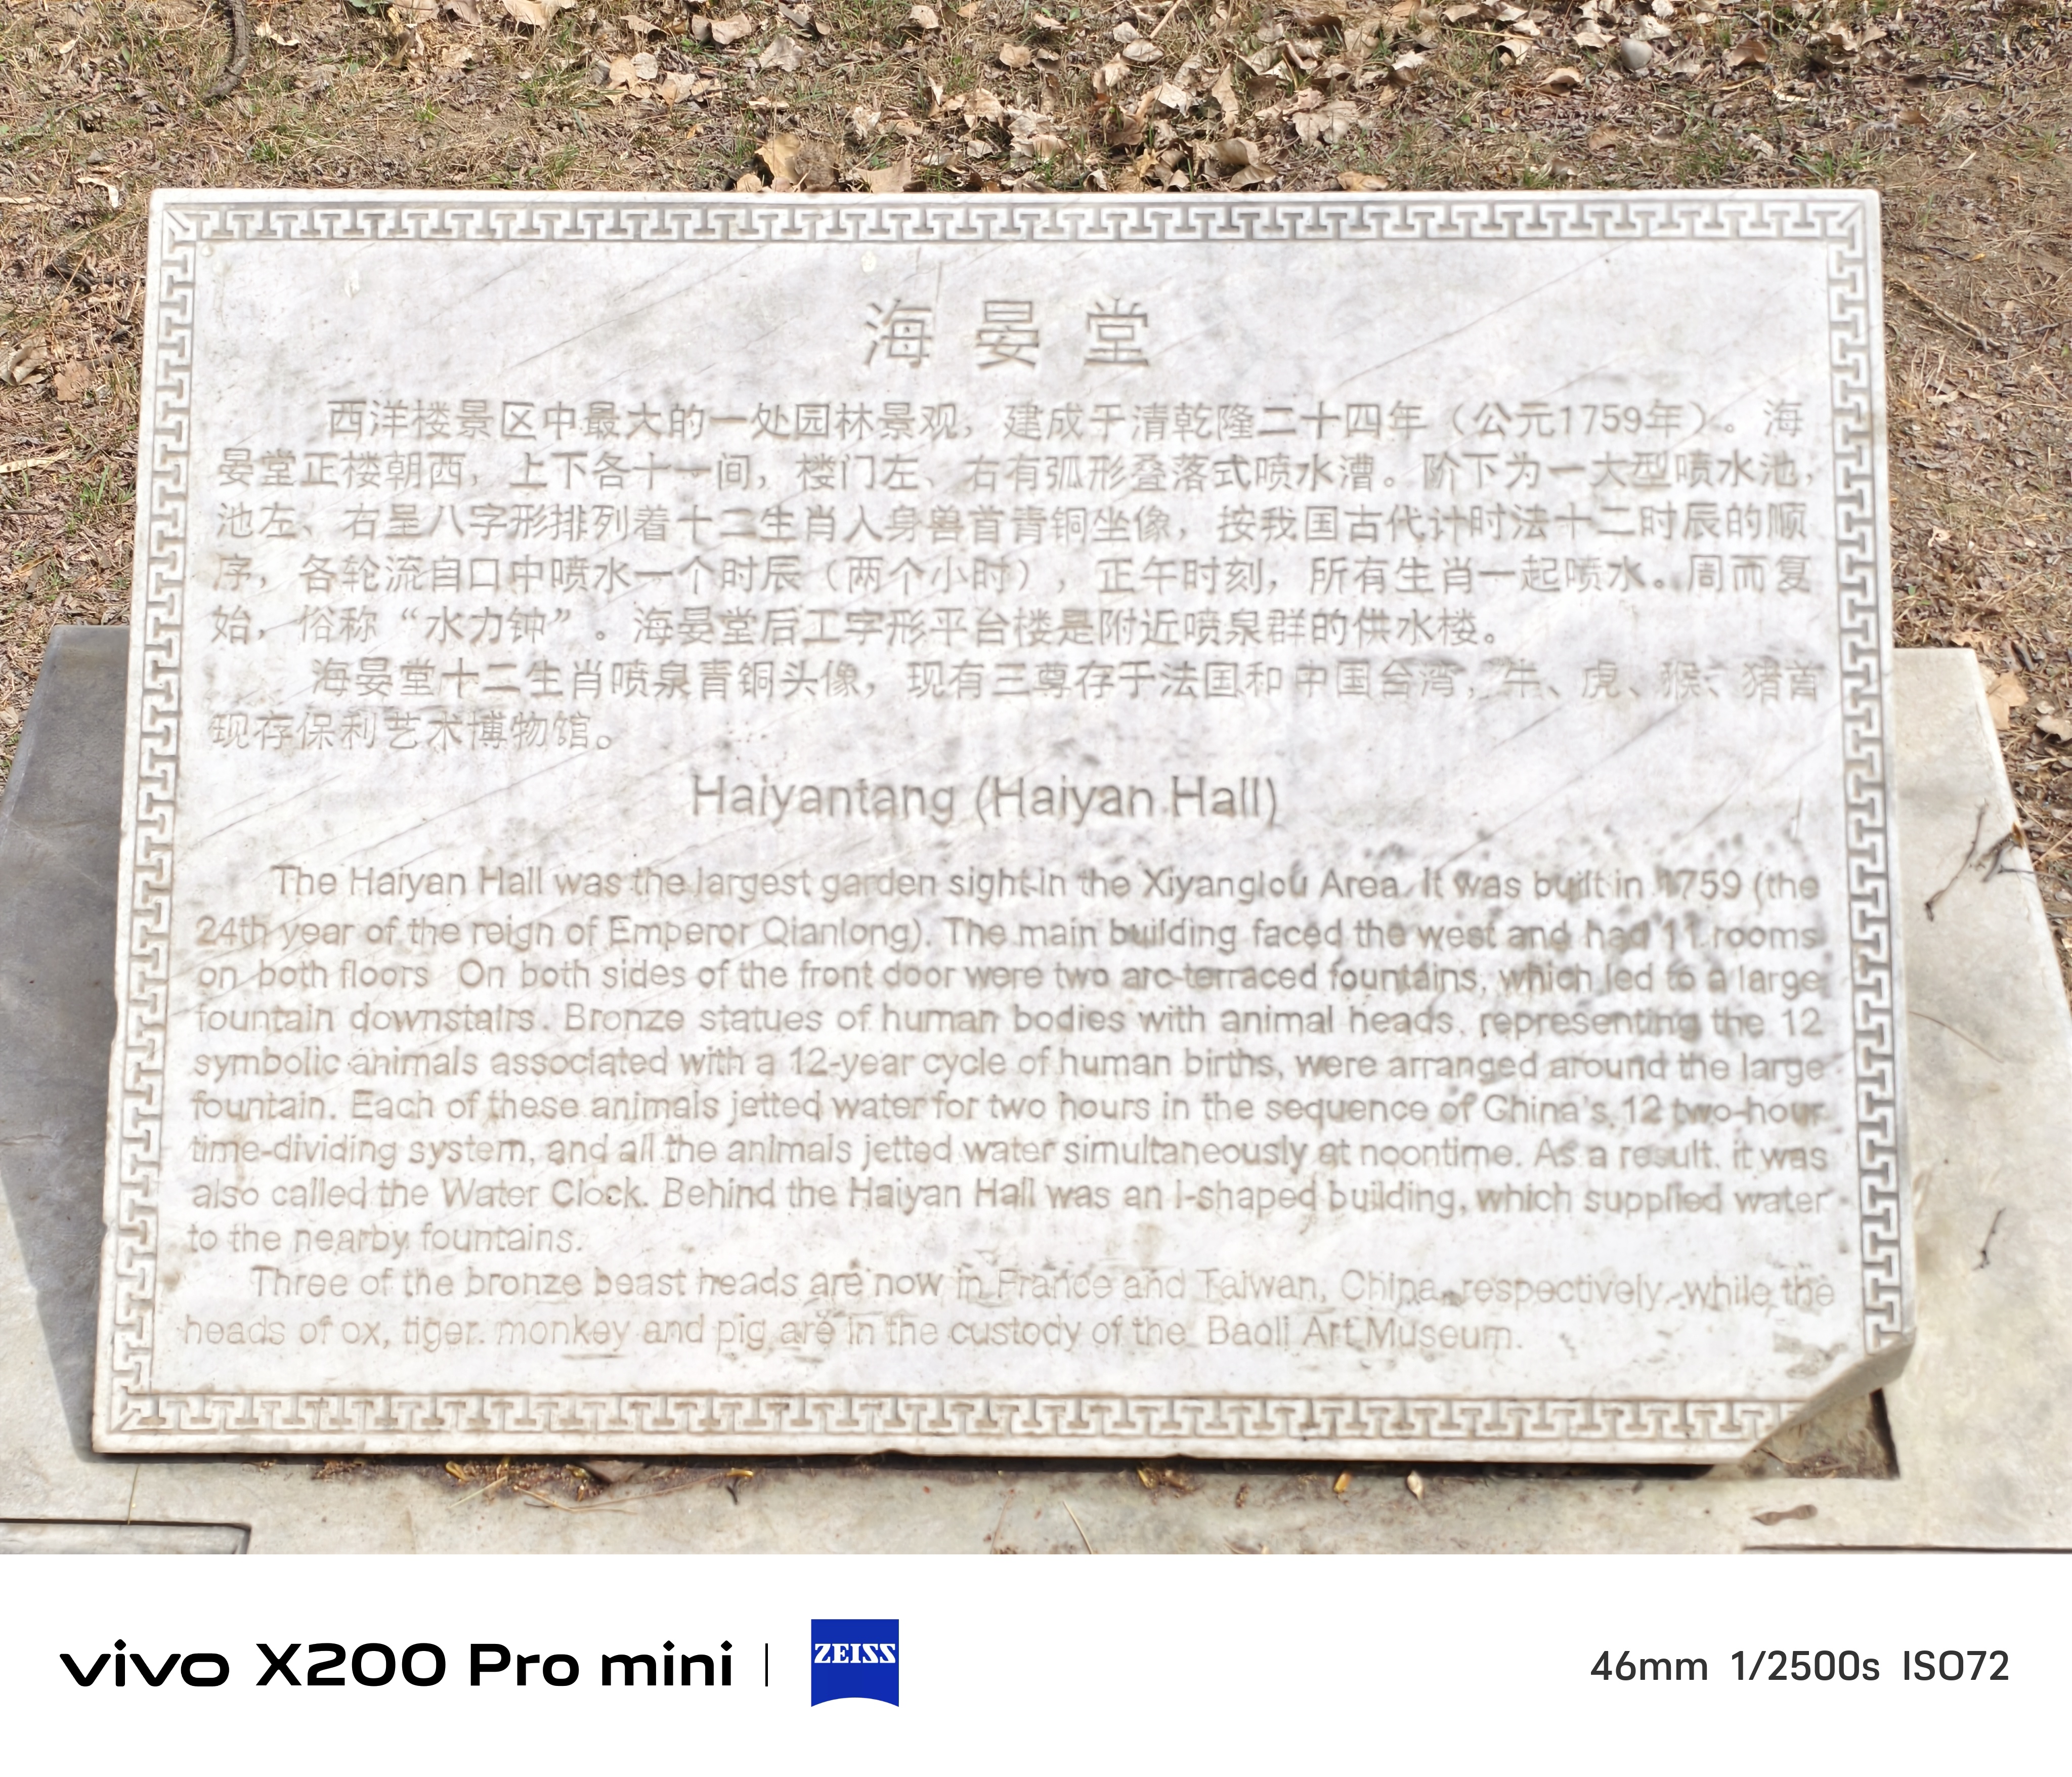 海晏堂
西洋楼景区中最大的一处园林景观，建成于清乾隆二十四年（公元1759年）。海
晏堂正楼朝西，上下各十一间，楼门左、右有弧形叠落式喷水漕。阶下为一大型喷水池，
池左、右呈八字形排列着十二生肖人身兽首青铜坐像，按我国古代计时法十二时辰的顺
序，各轮流自口中喷水一个时辰（两个小时），正午时刻，所有生肖一起喷水。周而复
始，俗称“水力钟”。海晏堂后工字形平台楼是附近喷泉群的供水楼。
海晏堂十二生肖喷泉青铜头像，现有三尊存于法国和中国台湾，牛、虎、猴、猪首
现存保利艺术博物馆。
Haiyantang (Haiyan Hall)
The Haiyan Hall was the largest garden sight in the Xiyanglou Area. It was built in 1759 (the
24th year of the reign of Emperor Qianlong). The main building faced the west and had 11 rooms
on both floors On both sides of the front door were two arc-terraced fountains, which led to a large
fountain downstairs. Bronze statues of human bodies with animal heads, representing the 12
symbolic animals associated with a 12-year cycle of human births, were arranged around the large
fountain. Each of these animals jetted water for two hours in the sequence of China's 12 two-hour
time-dividing system, and all the animals jetted water simultaneously at noontime. As a result, it was
also called the Water Clock. Behind the Haiyan Hall was an I-shaped building, which supplied water
to the nearby fountains.
Three of the bronze beast heads are now in France and Taiwan, China, respectively, while the
heads of ox, tiger, monkey and pig are in the custody of the Baoli Art Museum.
vivo X200 Pro mini | ZEISS 46mm 1/2500s ISO72